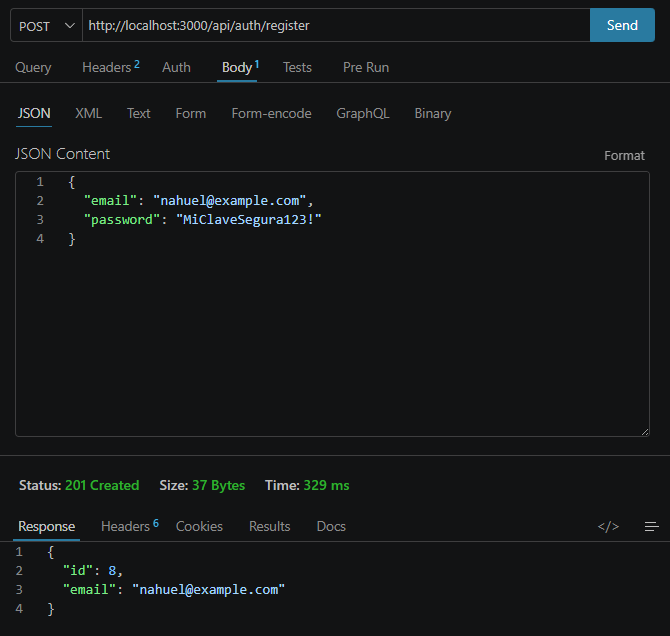 POST http://localhost:3000/api/auth/register Send
Query Headers 2 Auth Body 1 Tests Pre Run
JSON XML Text Form Form-encode GraphQL Binary
JSON Content Format
1 {
2 "email": "nahuel@example.com",
3 "password": "MiClaveSegura123!"
4 }
Status: 201 Created Size: 37 Bytes Time: 329 ms
Response Headers 6 Cookies Results Docs </>
1 {
2 "id": 8,
3 "email": "nahuel@example.com"
4 }